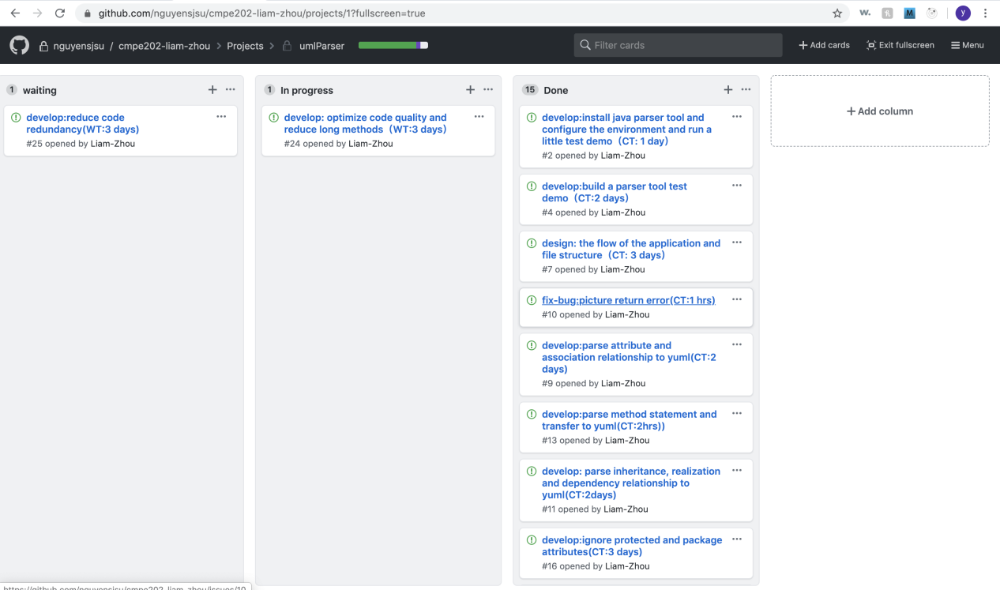 github.com/nguyensjsu/cmpe202-liam-zhou/projects/1?fullscreen=true
w.
M
y
nguyensjsu / cmpe202-liam-zhou > Projects > umlParser
Filter cards
+ Add cards
Exit fullscreen
Menu
1 waiting
develop:reduce code
redundancy(WT:3 days)
#25 opened by Liam-Zhou
1 In progress
develop: optimize code quality and
reduce long methods（WT:3 days）
#24 opened by Liam-Zhou
15 Done
develop:install java parser tool and
configure the environment and run a
little test demo（CT: 1 day）
#2 opened by Liam-Zhou
develop:build a parser tool test
demo（CT:2 days）
#4 opened by Liam-Zhou
design: the flow of the application and
file structure（CT: 3 days）
#7 opened by Liam-Zhou
fix-bug:picture return error(CT:1 hrs)
#10 opened by Liam-Zhou
develop:parse attribute and
association relationship to yuml(CT:2
days)
#9 opened by Liam-Zhou
develop:parse method statement and
transfer to yuml(CT:2hrs))
#13 opened by Liam-Zhou
develop: parse inheritance, realization
and dependency relationship to
yuml(CT:2days)
#11 opened by Liam-Zhou
develop:ignore protected and package
attributes(CT:3 days)
#16 opened by Liam-Zhou
+ Add column
https://github.com/nguyensjsu/cmpe202-liam-zhou/issues/10